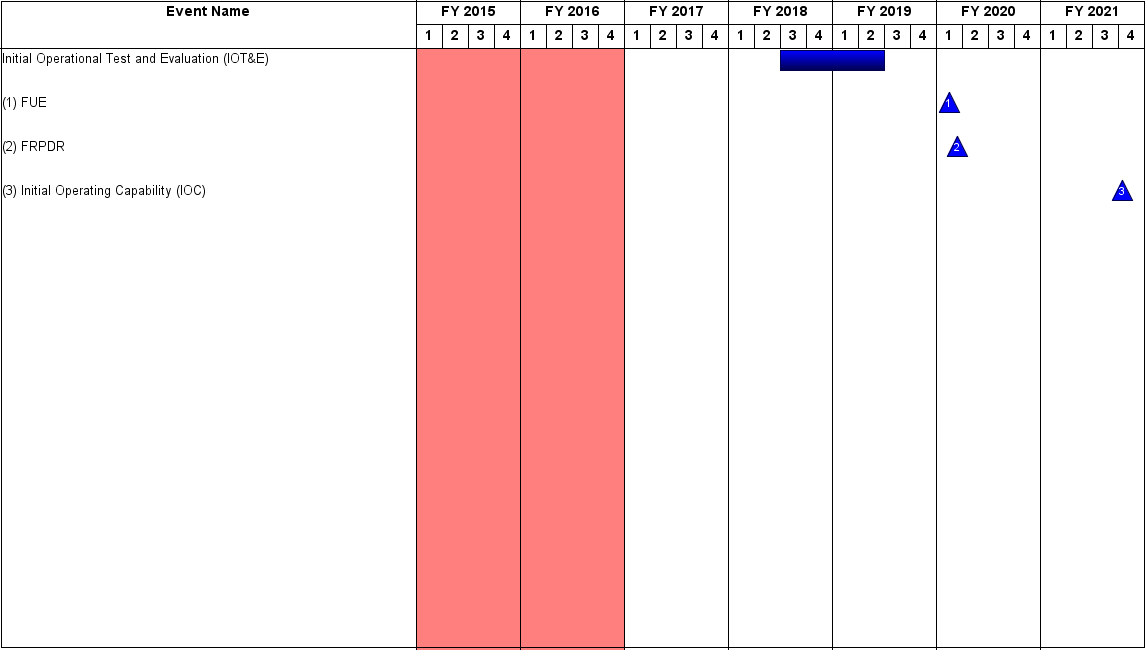 Event Name FY 2015 FY 2016 FY 2017 FY 2018 FY 2019 FY 2020 FY 2021
1 2 3 4 1 2 3 4 1 2 3 4 1 2 3 4 1 2 3 4 1 2 3 4 1 2 3 4
Initial Operational Test and Evaluation (IOT&E)
(1) FUE 1
(2) FRPDR 2
(3) Initial Operating Capability (IOC) 3